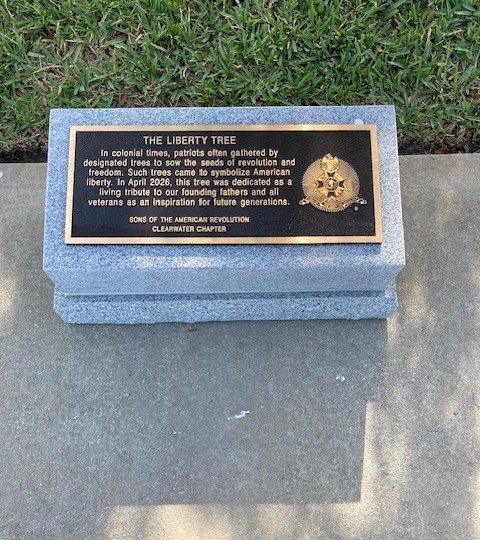 THE LIBERTY TREE
In colonial times, patriots often gathered by
designated trees to sow the seeds of revolution and
freedom. Such trees came to symbolize American
liberty. In April 2026, this tree was dedicated as a
living tribute to our founding fathers and all
veterans as an inspiration for future generations.
SONS OF THE AMERICAN REVOLUTION
CLEARWATER CHAPTER